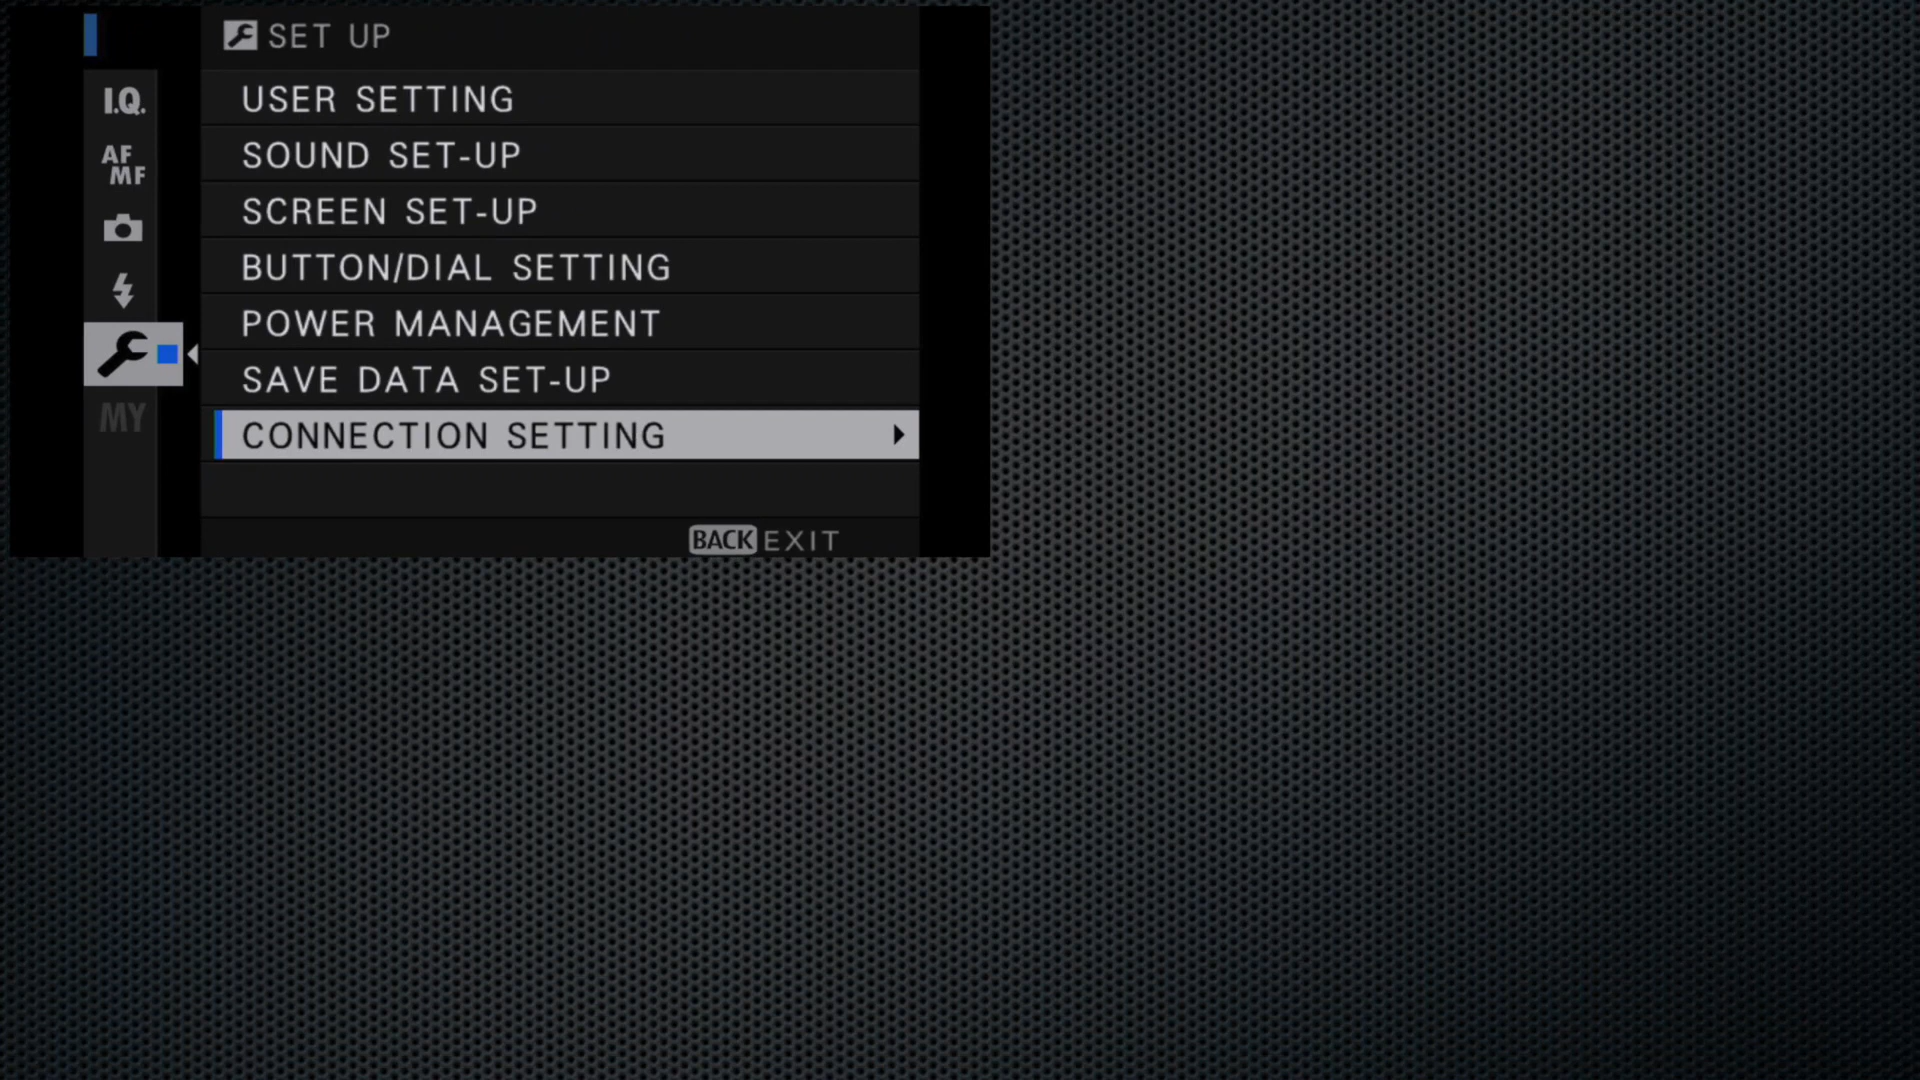 SET UP
I.Q.
USER SETTING
AF
MF
SOUND SET-UP
SCREEN SET-UP
BUTTON/DIAL SETTING
POWER MANAGEMENT
SAVE DATA SET-UP
MY
CONNECTION SETTING
BACK EXIT